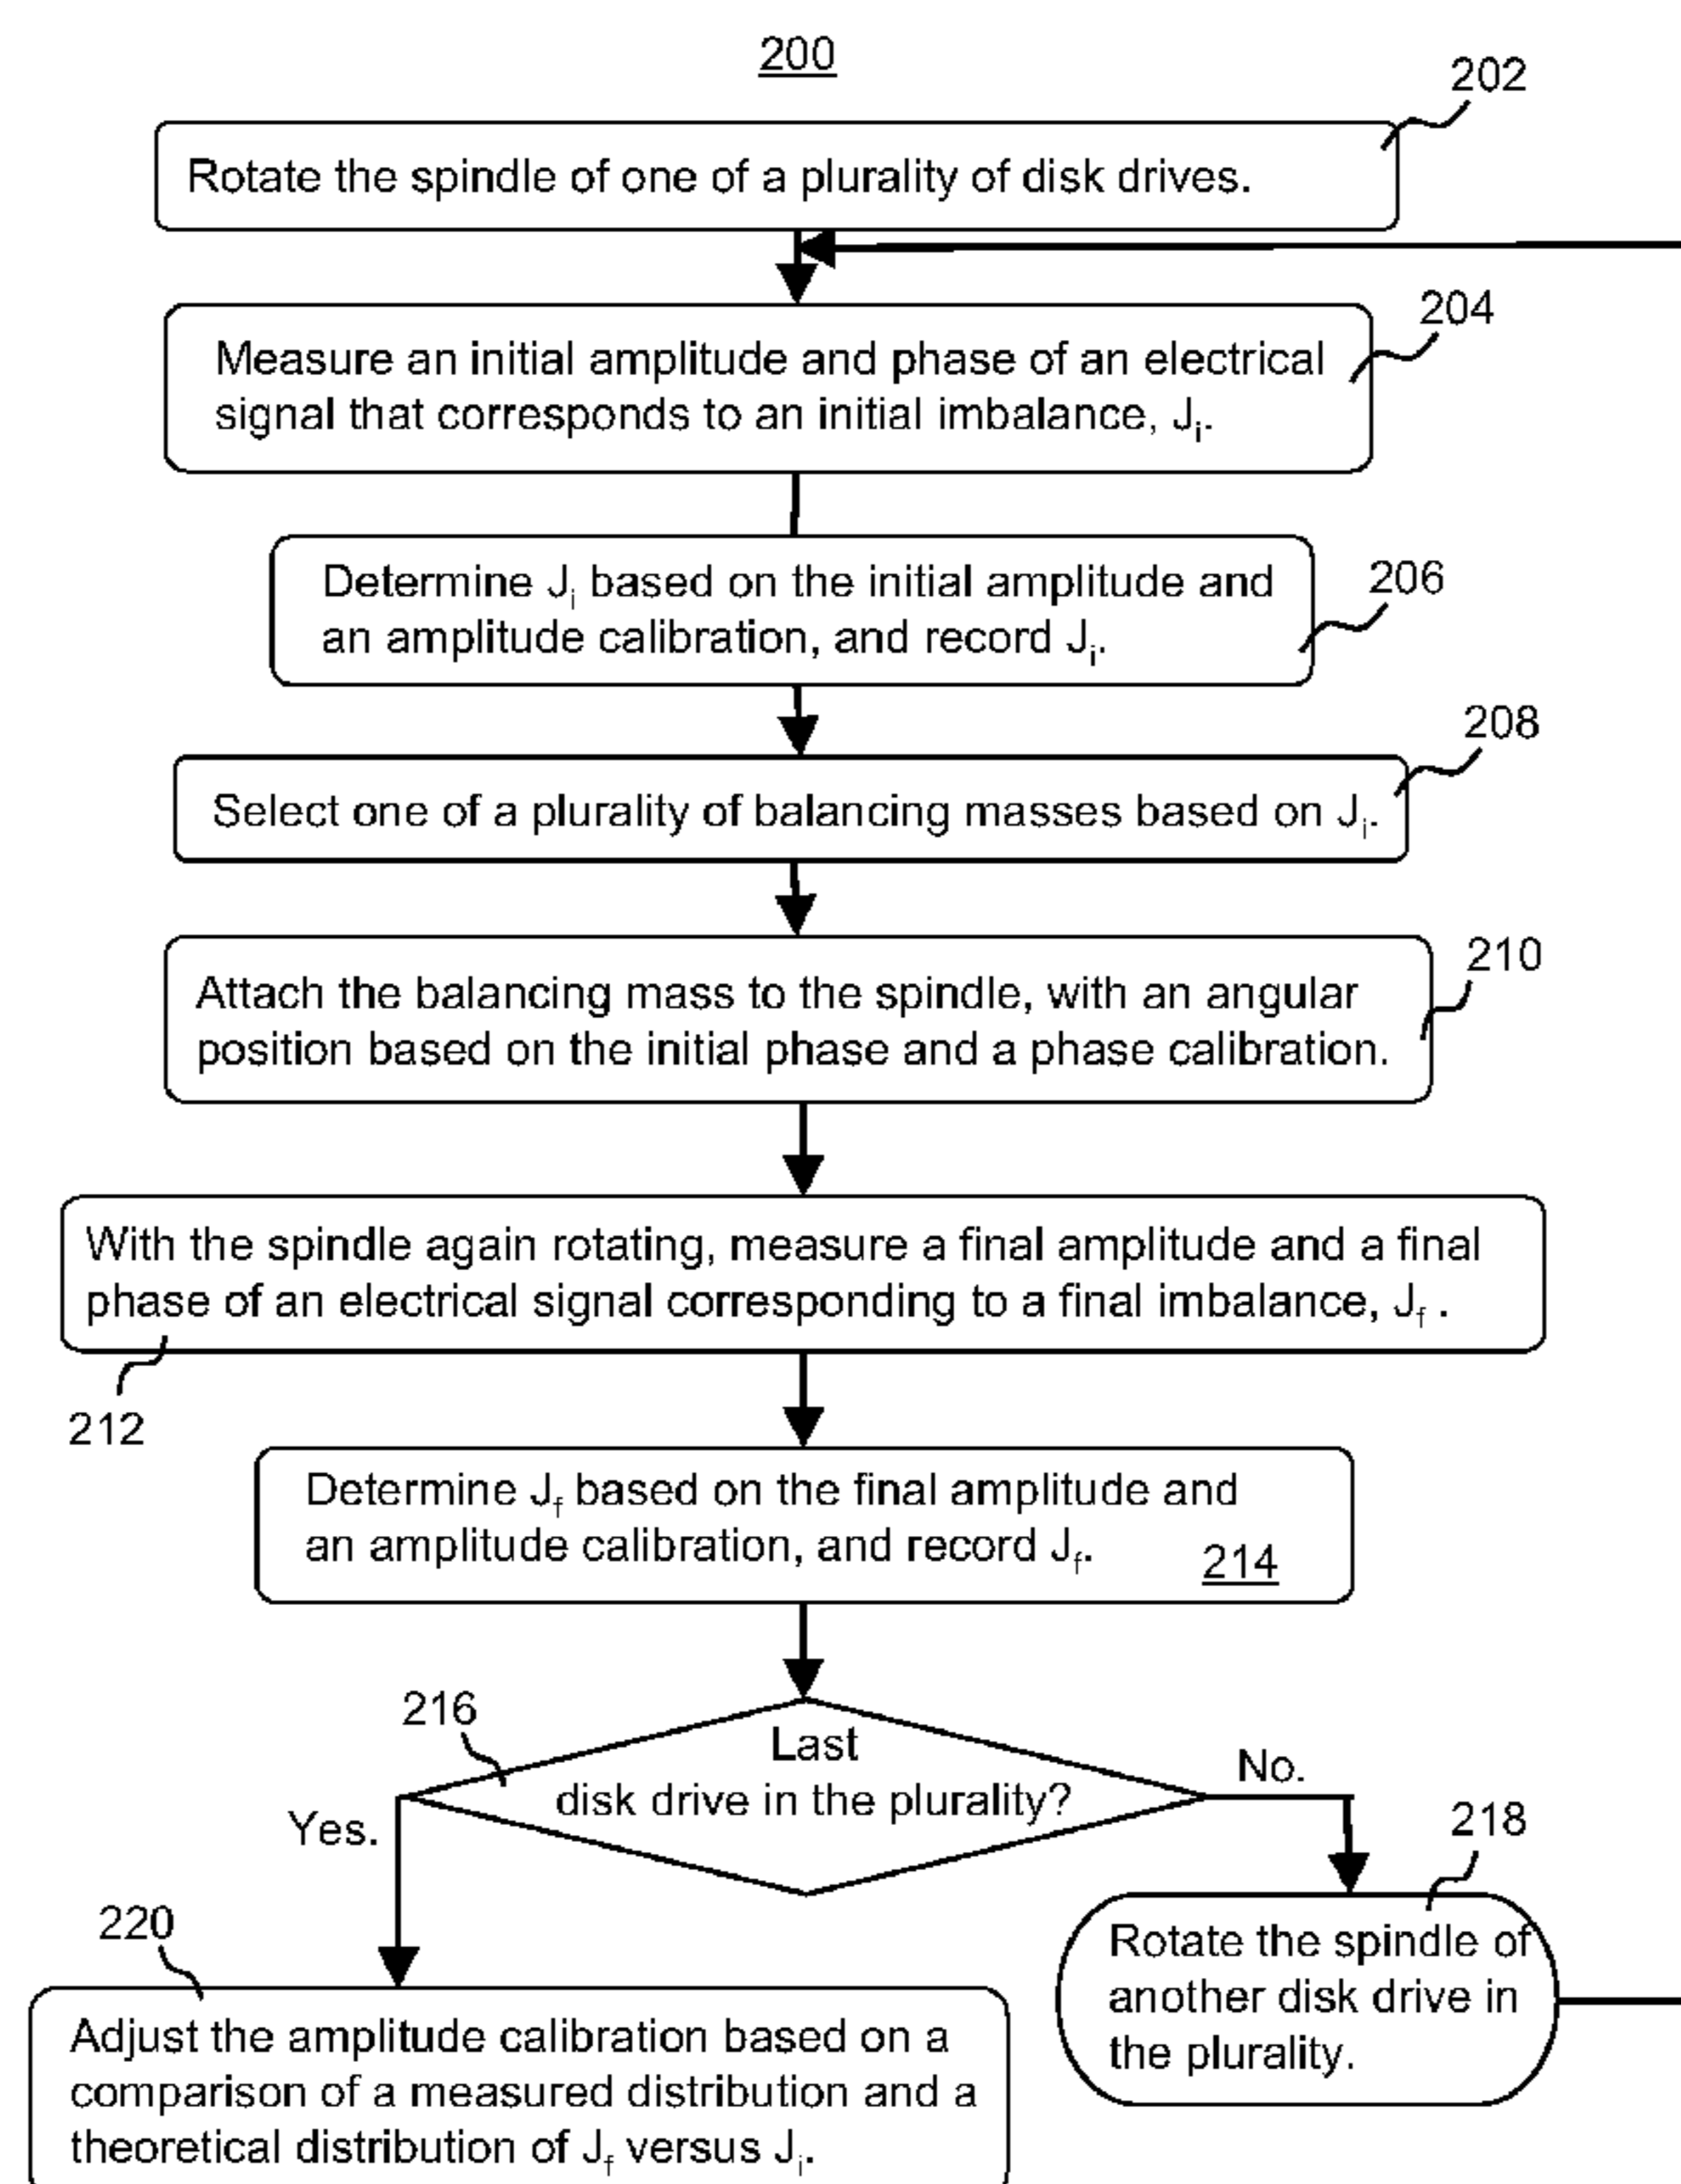 200
202
Rotate the spindle of one of a plurality of disk drives.
204
Measure an initial amplitude and phase of an electrical
signal that corresponds to an initial imbalance, Ji.
206
Determine Ji based on the initial amplitude and
an amplitude calibration, and record Ji.
208
Select one of a plurality of balancing masses based on Ji.
210
Attach the balancing mass to the spindle, with an angular
position based on the initial phase and a phase calibration.
With the spindle again rotating, measure a final amplitude and a final
phase of an electrical signal corresponding to a final imbalance, Jf .
212
Determine Jf based on the final amplitude and
an amplitude calibration, and record Jf.
214
216
Last
disk drive in the plurality?
No.
Yes.
218
Rotate the spindle of
another disk drive in
the plurality.
220
Adjust the amplitude calibration based on a
comparison of a measured distribution and a
theoretical distribution of Jf versus Ji.